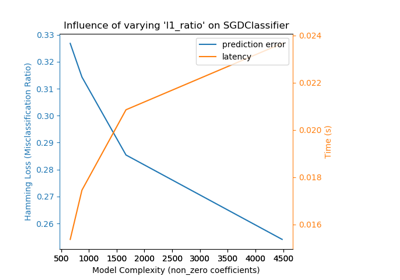 Influence of varying 'l1_ratio' on SGDClassifier
prediction error
latency
Hamming Loss (Misclassification Ratio)
0.33
0.32
0.31
0.30
0.29
0.28
0.27
0.26
0.024
0.022
0.020
0.018
0.016
Time (s)
500 1000 1500 2000 2500 3000 3500 4000 4500
Model Complexity (non_zero coefficients)